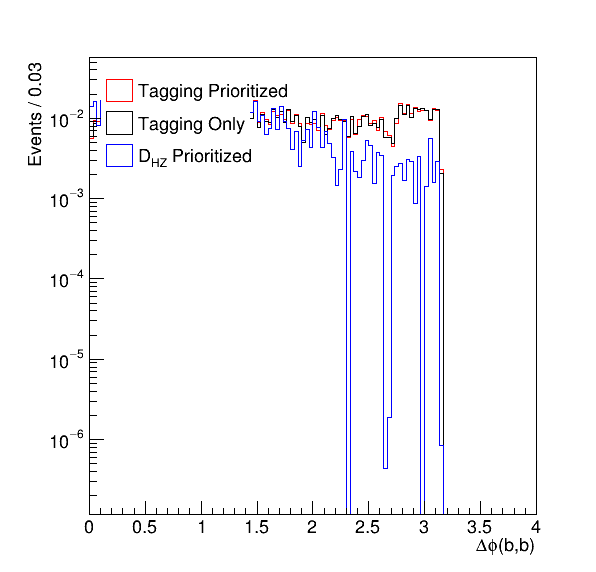 Events / 0.03
Tagging Prioritized
Tagging Only
D_HZ Prioritized
10^−2
10^−3
10^−4
10^−5
10^−6
0 0.5 1 1.5 2 2.5 3 3.5 4
Δϕ(b,b)